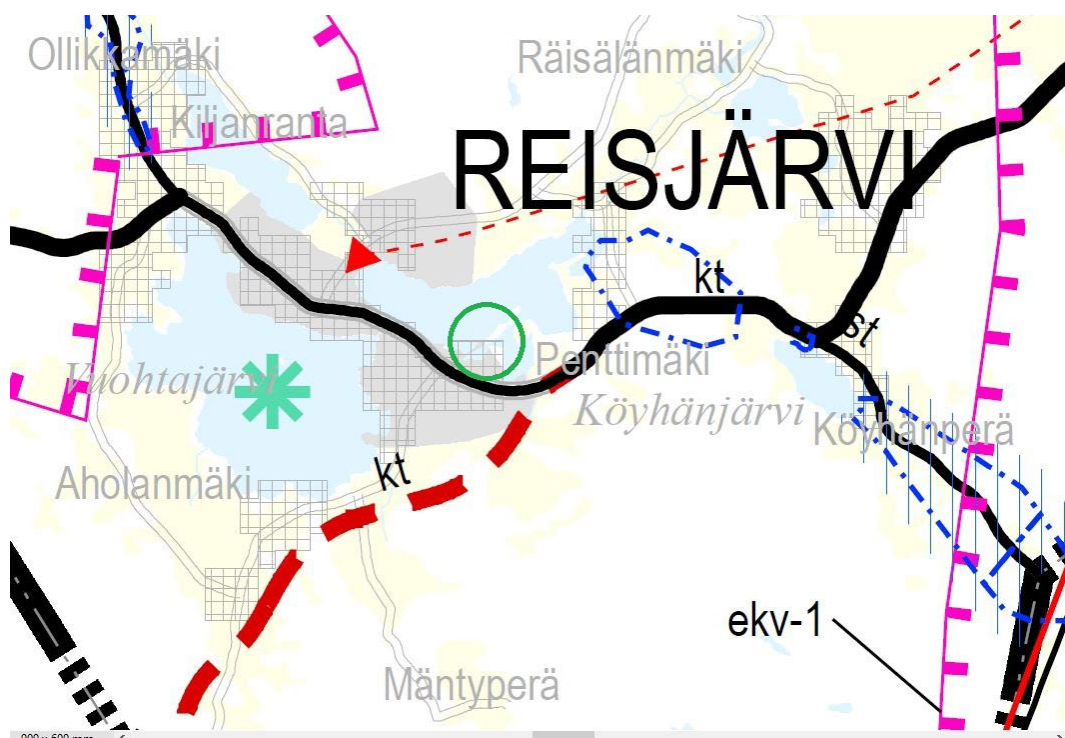 Ollikkamäki
Räisälänmäki
Kiljanranta
REISJÄRVI
kt
st
Penttimäki
Vuohtajärvi
Köyhänjärvi
Köyhänperä
kt
Aholanmäki
ekv-1
Mäntyperä